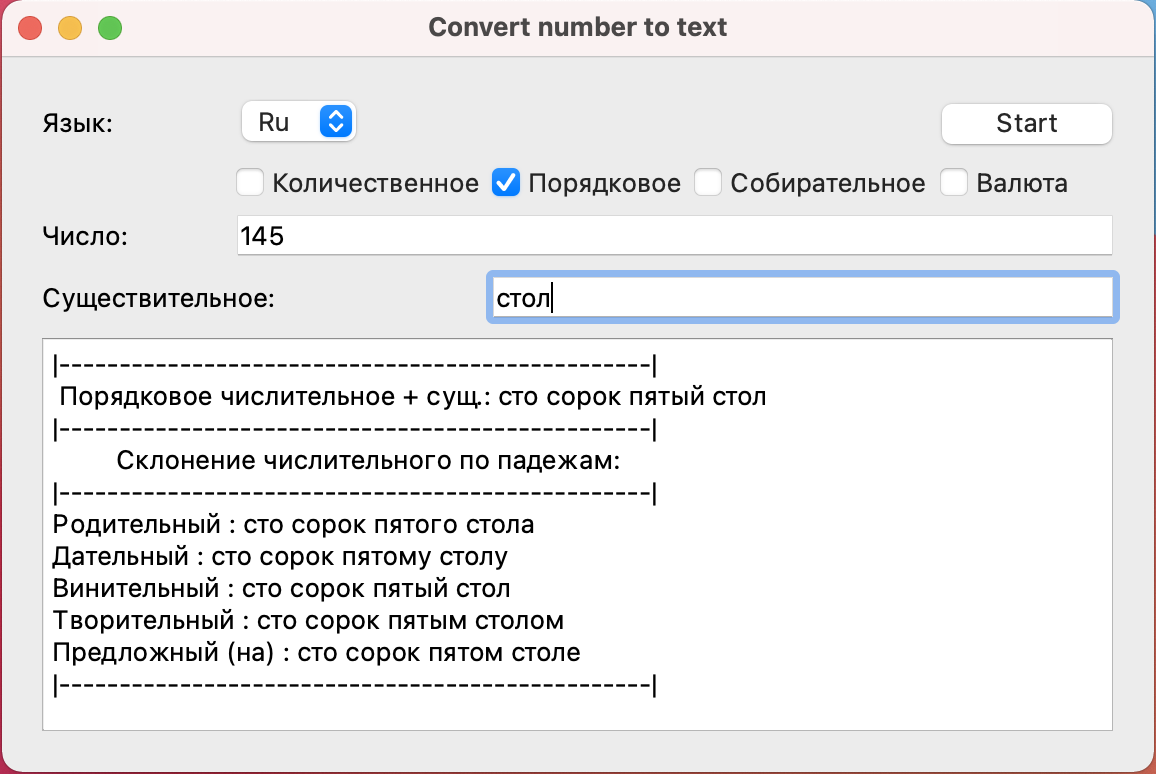 Convert number to text
Язык: Ru Start
Количественное Порядковое Собирательное Валюта
Число: 145
Существительное: стол
|-------------------------------------------------|
Порядковое числительное + сущ.: сто сорок пятый стол
|-------------------------------------------------|
Склонение числительного по падежам:
|-------------------------------------------------|
Родительный : сто сорок пятого стола
Дательный : сто сорок пятому столу
Винительный : сто сорок пятый стол
Творительный : сто сорок пятым столом
Предложный (на) : сто сорок пятом столе
|-------------------------------------------------|